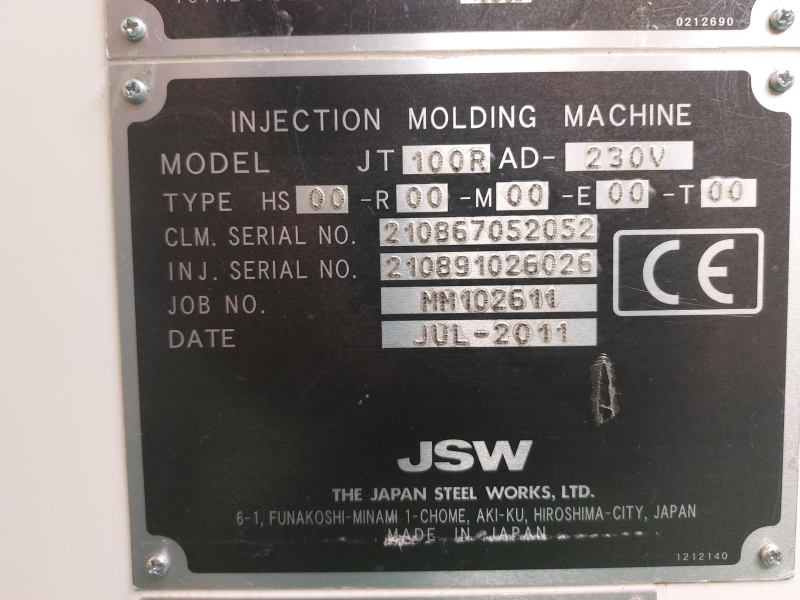 0212690
INJECTION MOLDING MACHINE
MODEL JT 100R AD- 230V
TYPE HS 00 -R 00 -M 00 -E 00 -T 00
CLM. SERIAL NO. 210867052052
INJ. SERIAL NO. 210891026026
CE
JOB NO. MM102611
DATE JUL-2011
JSW
THE JAPAN STEEL WORKS, LTD.
6-1, FUNAKOSHI-MINAMI 1-CHOME, AKI-KU, HIROSHIMA-CITY, JAPAN
MADE IN JAPAN
1212140